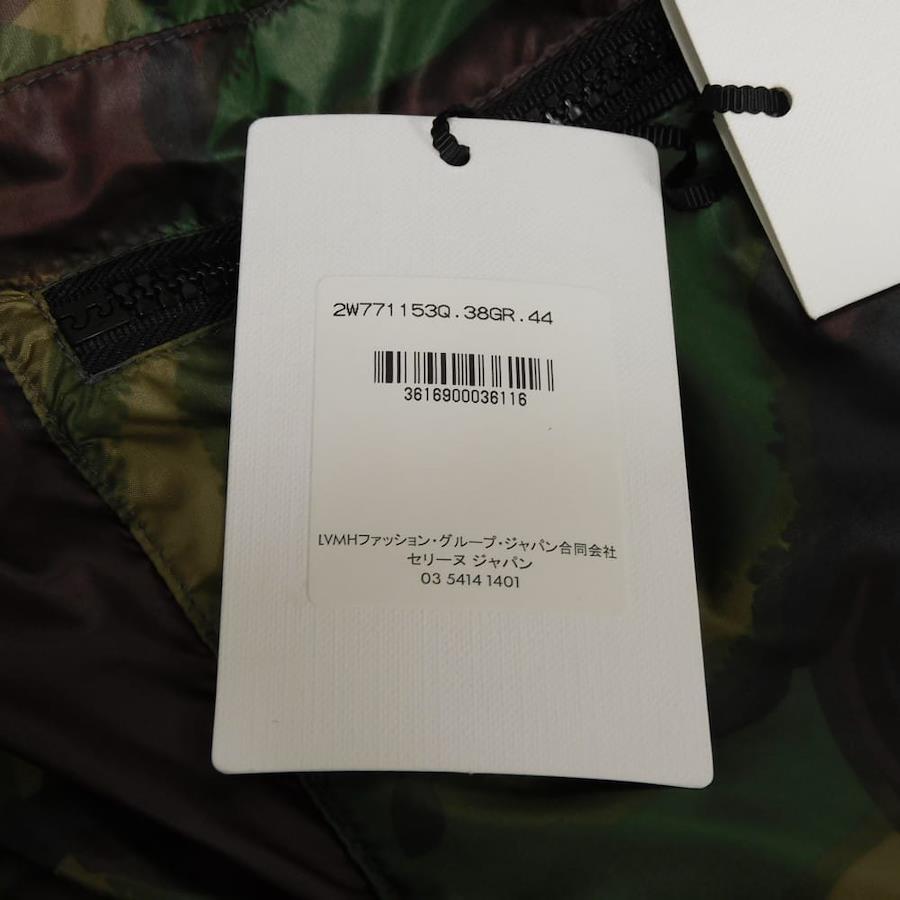 2W771153Q.38GR.44
3616900036116
LVMHファッション・グループ・ジャパン合同会社
セリーヌ ジャパン
03 5414 1401